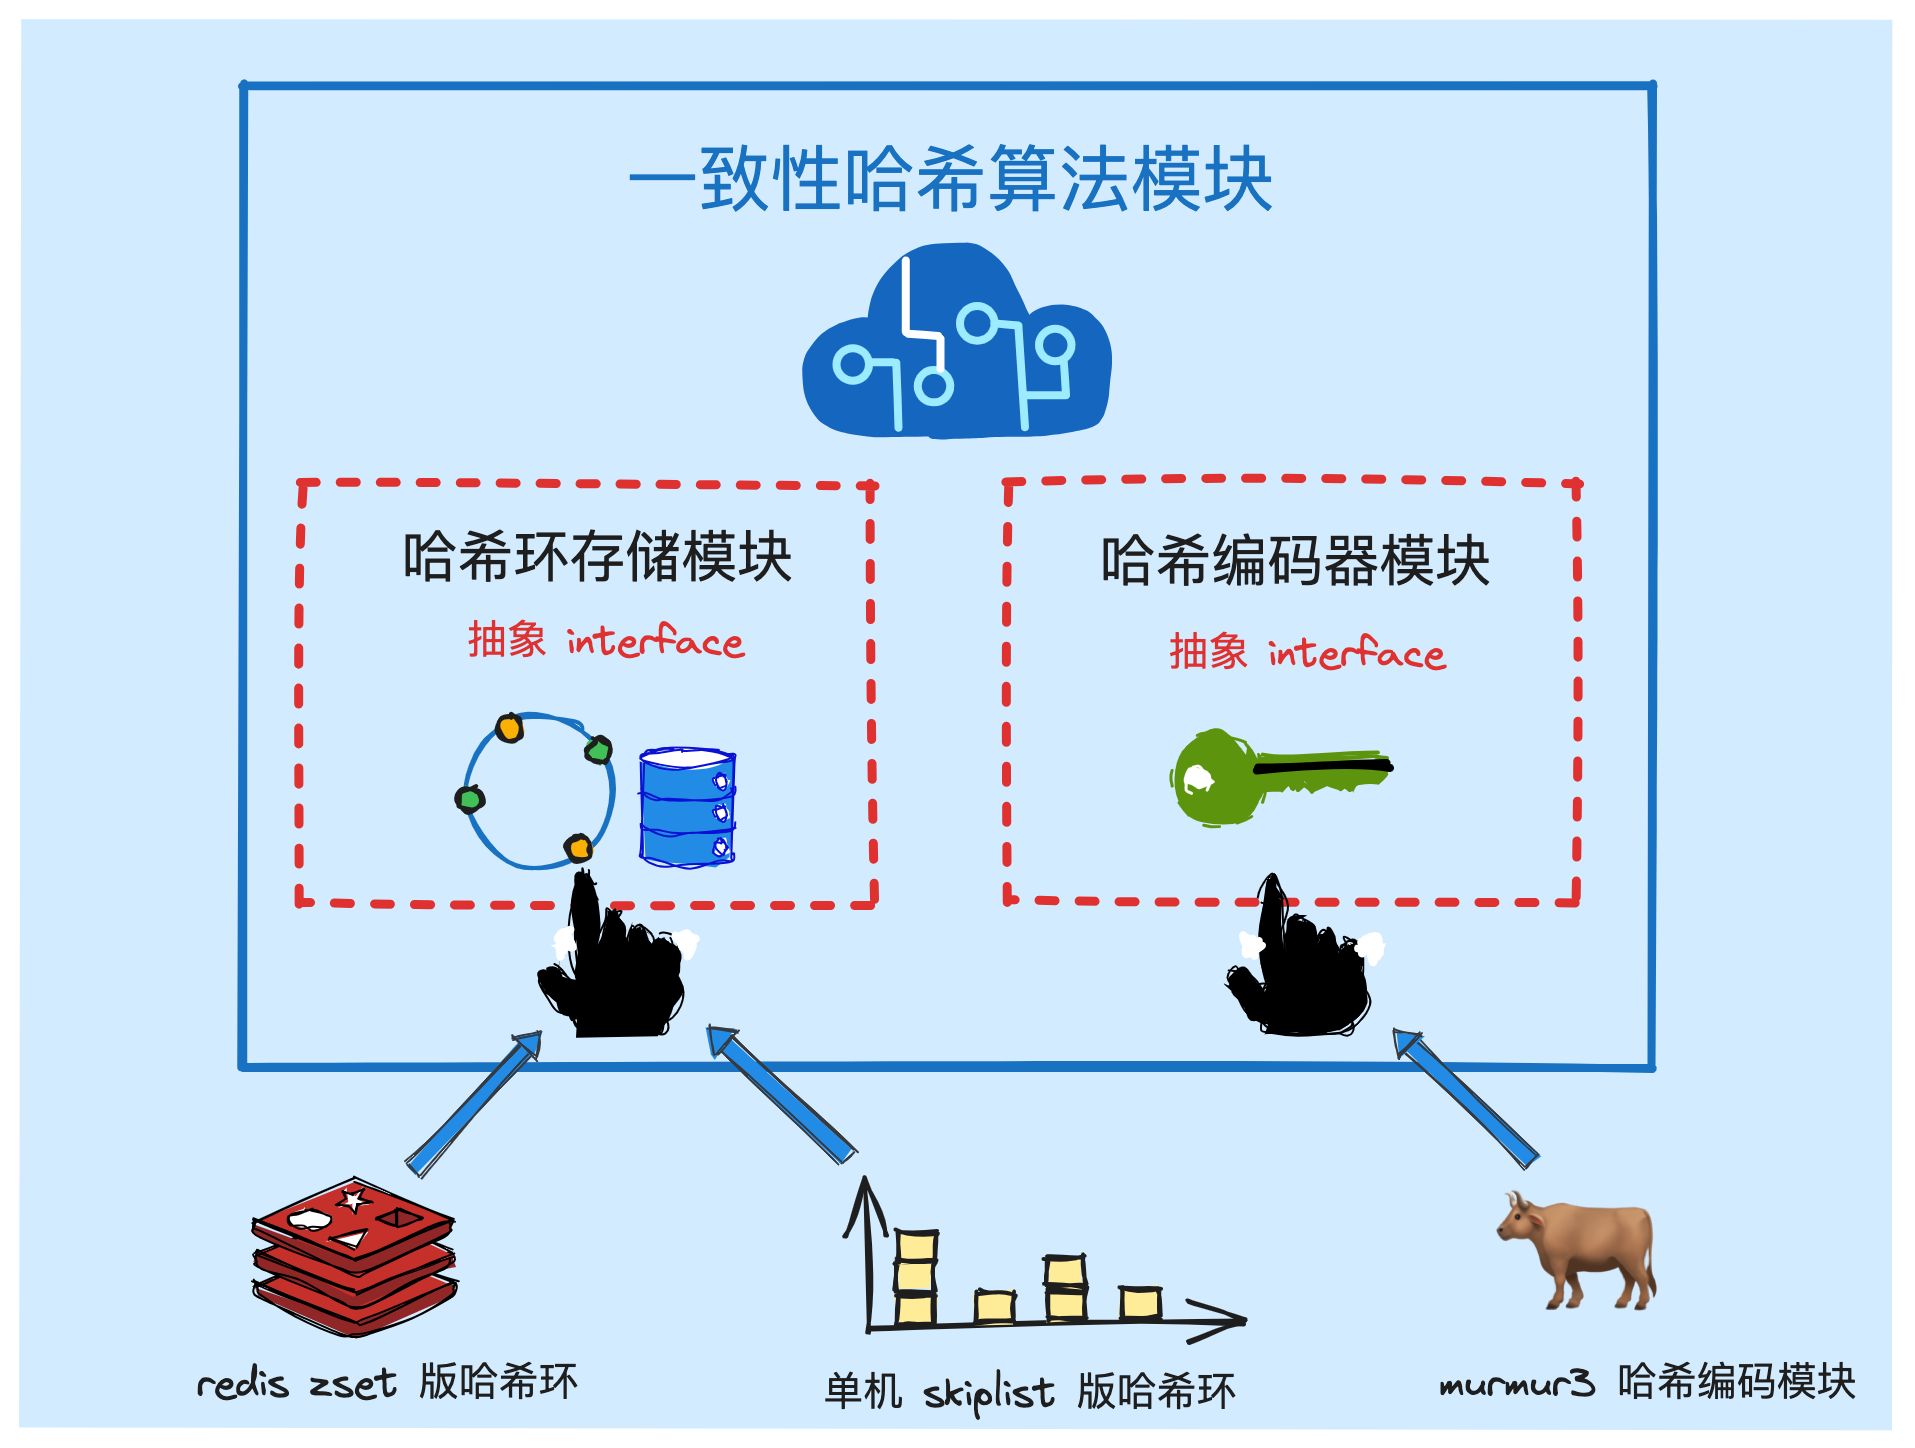 一致性哈希算法模块
哈希环存储模块
抽象 interface
哈希编码器模块
抽象 interface
redis zset 版哈希环
单机 skiplist 版哈希环
murmur3 哈希编码模块